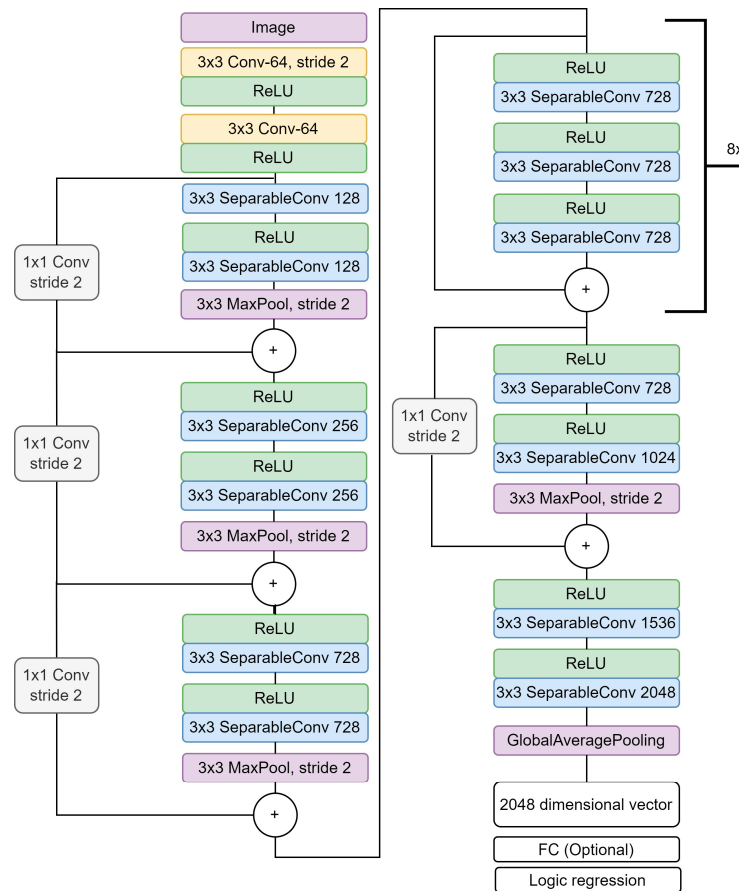 Image
3x3 Conv-64, stride 2
ReLU
3x3 Conv-64
ReLU
3x3 SeparableConv 128
ReLU
3x3 SeparableConv 128
3x3 MaxPool, stride 2
1x1 Conv
stride 2
+
ReLU
3x3 SeparableConv 256
ReLU
3x3 SeparableConv 256
3x3 MaxPool, stride 2
1x1 Conv
stride 2
+
ReLU
3x3 SeparableConv 728
ReLU
3x3 SeparableConv 728
3x3 MaxPool, stride 2
1x1 Conv
stride 2
+
ReLU
3x3 SeparableConv 728
ReLU
3x3 SeparableConv 728
ReLU
3x3 SeparableConv 728
+
8x
ReLU
3x3 SeparableConv 728
ReLU
3x3 SeparableConv 1024
3x3 MaxPool, stride 2
1x1 Conv
stride 2
+
ReLU
3x3 SeparableConv 1536
ReLU
3x3 SeparableConv 2048
GlobalAveragePooling
2048 dimensional vector
FC (Optional)
Logic regression